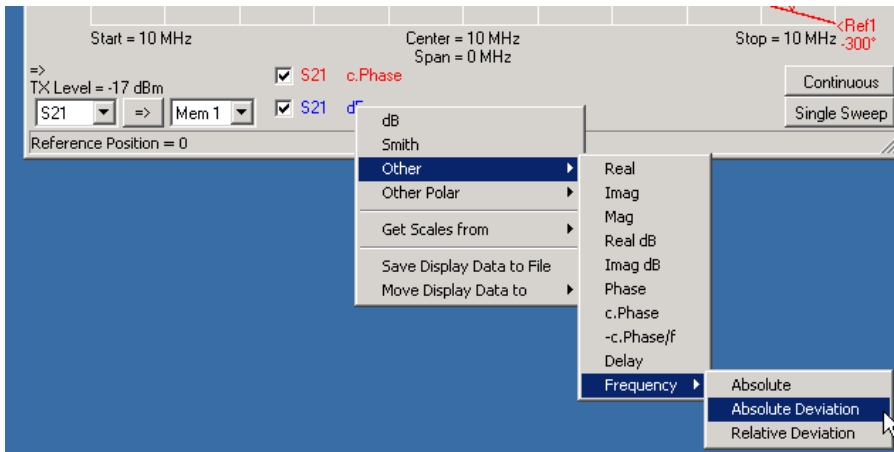 <Ref1
Start = 10 MHz Center = 10 MHz Stop = 10 MHz -300°
Span = 0 MHz
=>
TX Level = -17 dBm
S21 c.Phase
Continuous
S21 => Mem 1
S21
Single Sweep
Reference Position = 0
dB
Smith
Other
Other Polar
Get Scales from
Save Display Data to File
Move Display Data to
Real
Imag
Mag
Real dB
Imag dB
Phase
c.Phase
-c.Phase/f
Delay
Frequency
Absolute
Absolute Deviation
Relative Deviation